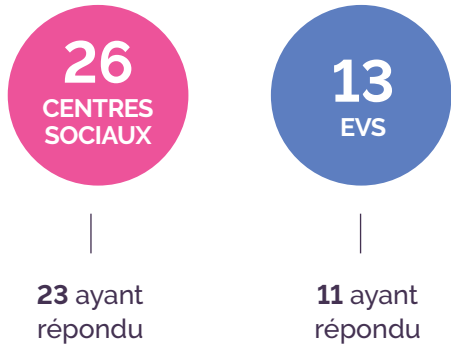 26
CENTRES
SOCIAUX
23 ayant
répondu
13
EVS
11 ayant
répondu